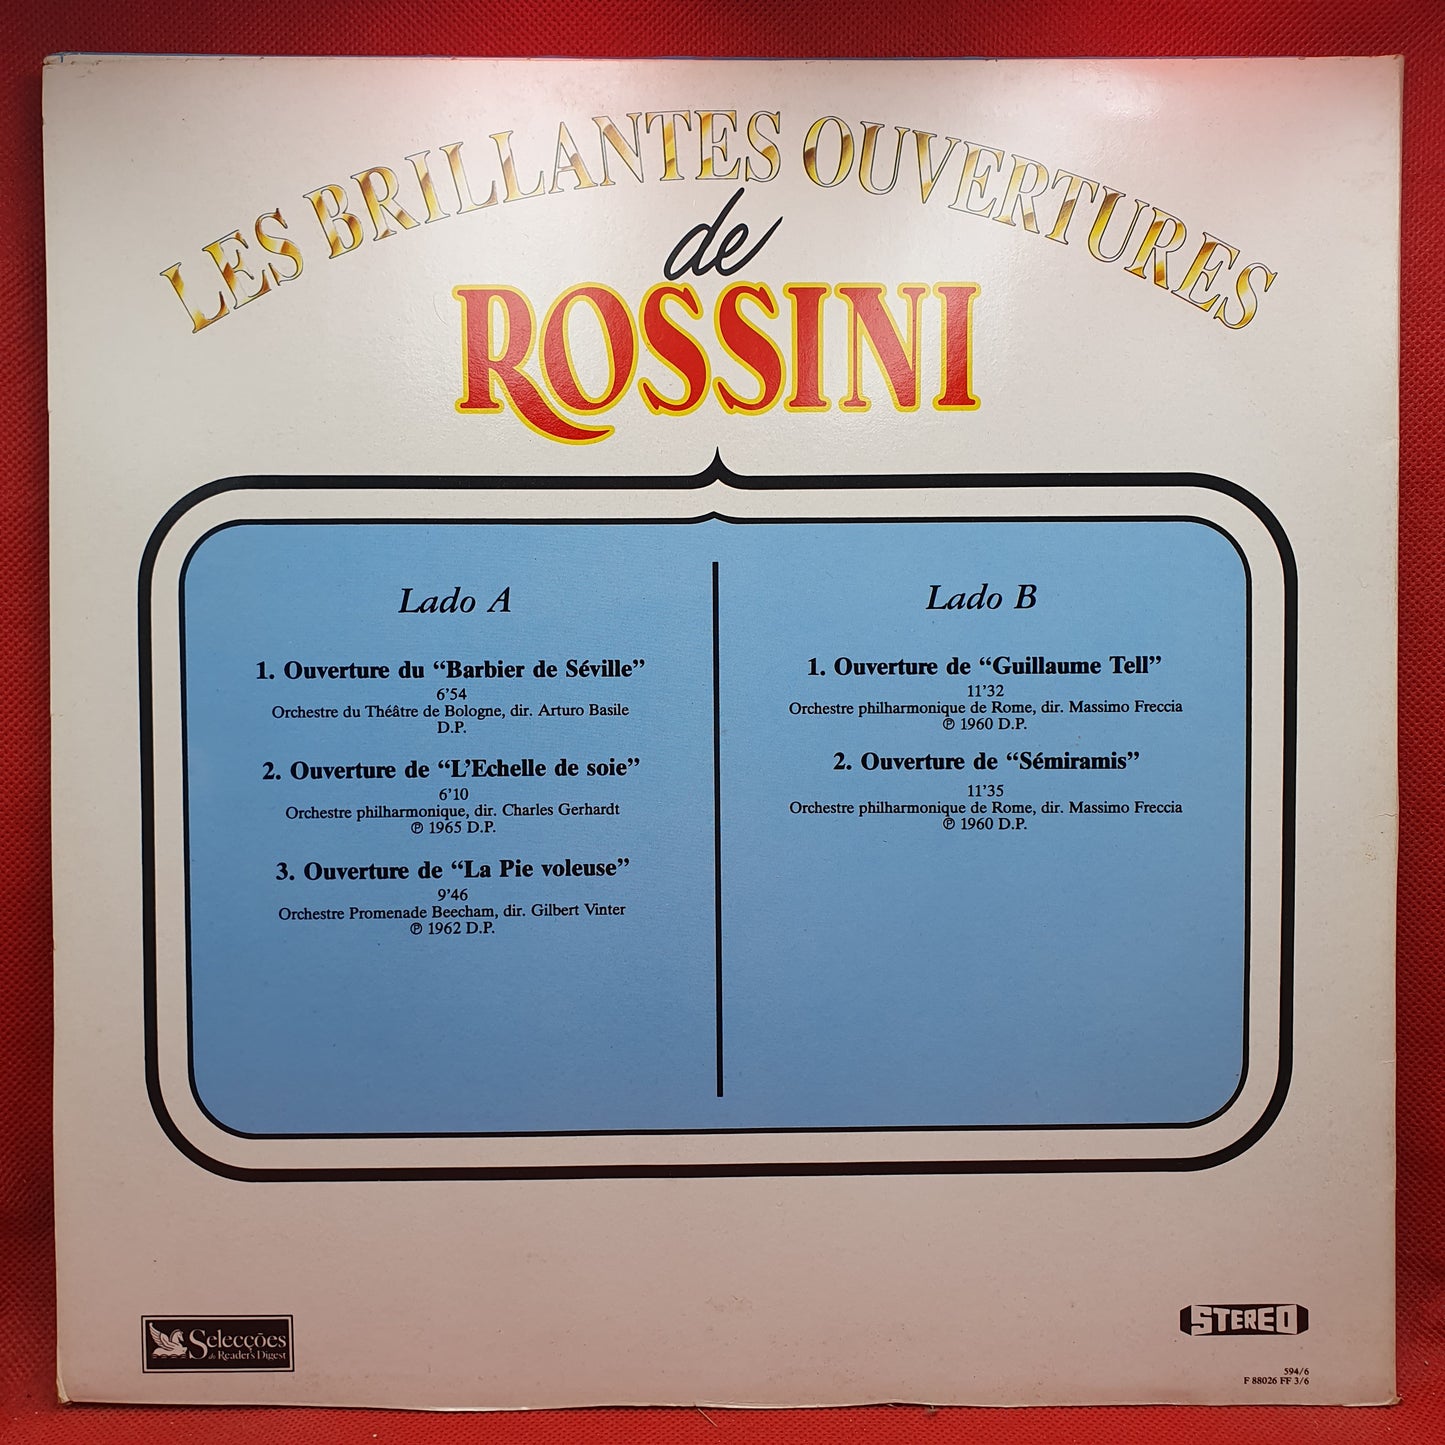 LES BRILLANTES OUVERTURES
de
ROSSINI
Lado A
1. Ouverture du “Barbier de Séville”
6’54
Orchestre du Théâtre de Bologne, dir. Arturo Basile
D.P.
2. Ouverture de “L’Echelle de soie”
6’10
Orchestre philharmonique, dir. Charles Gerhardt
℗ 1965 D.P.
3. Ouverture de “La Pie voleuse”
9’46
Orchestre Promenade Beecham, dir. Gilbert Vinter
℗ 1962 D.P.
Lado B
1. Ouverture de “Guillaume Tell”
11’32
Orchestre philharmonique de Rome, dir. Massimo Freccia
℗ 1960 D.P.
2. Ouverture de “Sémiramis”
11’35
Orchestre philharmonique de Rome, dir. Massimo Freccia
℗ 1960 D.P.
Selecções
do Reader's Digest
STEREO
594/6
F 88026 FF 3/6